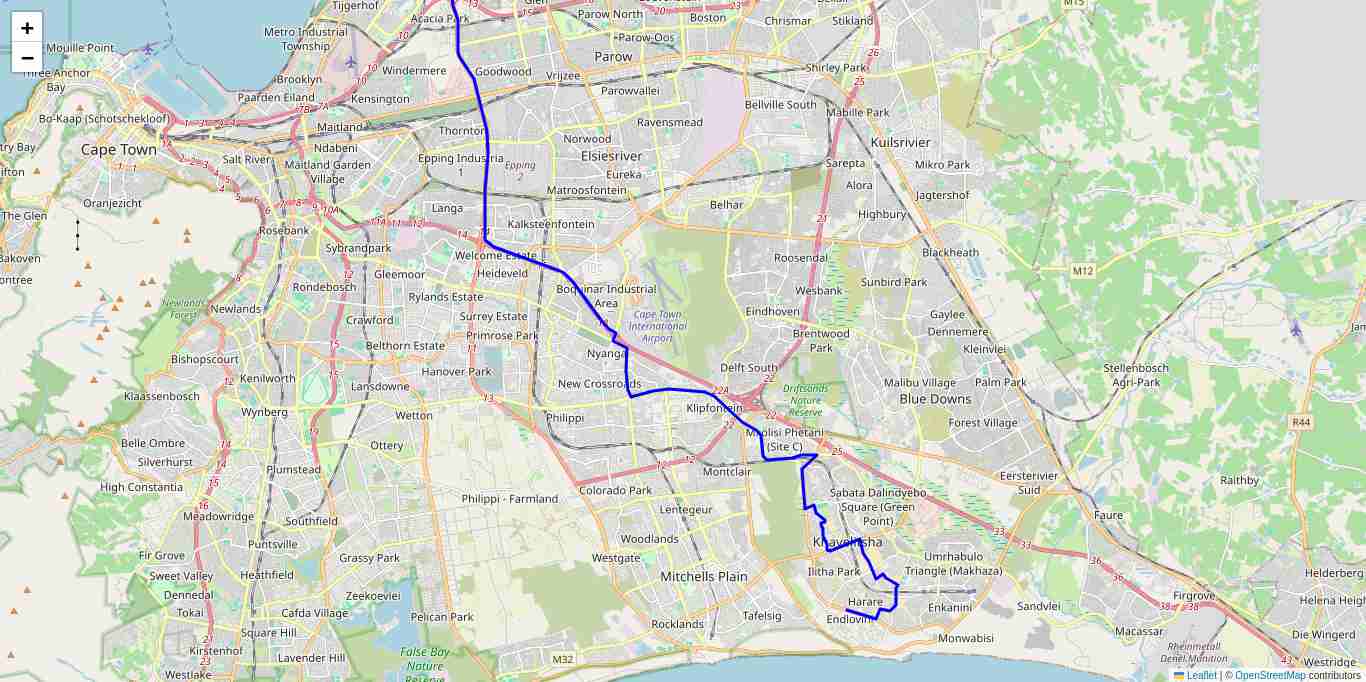 +
−
Tijgerhof
Acacia Park
Glen
Parow North
Boston
Chrismar
Stikland
M15
Metro Industrial
Township
Parow-Oos
Parow
Mouille Point
Three Anchor
Bay
Brooklyn
Windermere
Goodwood
Vrijzee
Shirley Park
Paarden Eiland
Kensington
Parowvallei
Bellville South
Mabille Park
Bo-Kaap (Schotschekloof)
Maitland
Thornton
Ravensmead
Norwood
Kuilsrivier
Cape Town
Ndabeni
Salt River
Maitland Garden
Village
Epping Industria
1
Epping
2
Elsiesriver
Eureka
Sarepta
Mikro Park
Matroosfontein
Alora
Jagtershof
Oranjezicht
Langa
Belhar
Highbury
The Glen
Kalksteenfontein
Rosebank
Sybrandpark
Welcome Estate
Blackheath
Roosendal
M12
Bakoven
Gleemoor
Heideveld
Sunbird Park
Rondebosch
Rylands Estate
Boquinar Industrial
Area
Wesbank
Newlands
Forest
Newlands
Crawford
Surrey Estate
Cape Town
International
Airport
Eindhoven
Gaylee
Dennemere
Primrose Park
Brentwood
Park
Belthorn Estate
Nyanga
Kleinvlei
Bishopscourt
Hanover Park
Delft South
Stellenbosch
Agri-Park
Kenilworth
Lansdowne
New Crossroads
Malibu Village
Palm Park
Klaassenbosch
Driftsands
Nature
Reserve
Blue Downs
Wynberg
Wetton
Philippi
Klipfontein
Forest Village
R44
Belle Ombre
Ottery
Mxolisi Phetani
(Site C)
Silverhurst
Plumstead
Montclair
Eersterivier
Suid
Raithby
High Constantia
Philippi - Farmland
Colorado Park
Sabata Dalindyebo
Square (Green
Point)
Meadowridge
Southfield
Lentegeur
Faure
Puntsville
Woodlands
Khayelitsha
Fir Grove
Grassy Park
Westgate
Umrhabulo
Triangle (Makhaza)
Sweet Valley
Heathfield
Mitchells Plain
Ilitha Park
Helderberg
Dennedal
Zeekoevlei
Harare
Firgrove
Tokai
Cafda Village
Pelican Park
Tafelsig
Endlovini
Enkanini
Sandvlei
Helena Heig
Square Hill
Rocklands
Macassar
Die Wingerd
Kirstenhof
Lavender Hill
False Bay
Nature
Reserve
M32
Monwabisi
Rheinmetall
Denel Munition
Westridge
Westlake
Leaflet | © OpenStreetMap contributors